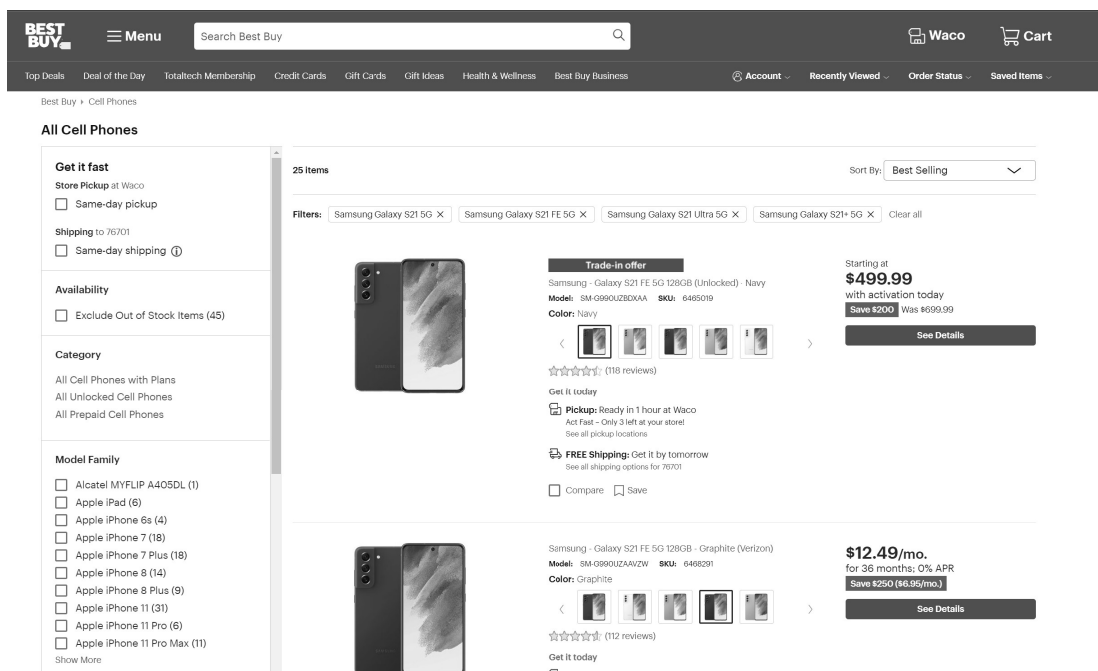 BEST BUY
Menu
Search Best Buy
Waco
Cart
Top Deals Deal of the Day Totaltech Membership Credit Cards Gift Cards Gift Ideas Health & Wellness Best Buy Business Account Recently Viewed Order Status Saved Items
Best Buy Cell Phones
All Cell Phones
Get it fast
Store Pickup at Waco
Same-day pickup
Shipping to 76701
Same-day shipping
Availability
Exclude Out of Stock Items (45)
Category
All Cell Phones with Plans
All Unlocked Cell Phones
All Prepaid Cell Phones
Model Family
Alcatel MYFLIP A405DL (1)
Apple iPad (6)
Apple iPhone 6s (4)
Apple iPhone 7 (18)
Apple iPhone 7 Plus (18)
Apple iPhone 8 (14)
Apple iPhone 8 Plus (9)
Apple iPhone 11 (31)
Apple iPhone 11 Pro (6)
Apple iPhone 11 Pro Max (11)
Show More
25 items
Sort By: Best Selling
Filters: Samsung Galaxy S21 5G × Samsung Galaxy S21 FE 5G × Samsung Galaxy S21 Ultra 5G × Samsung Galaxy S21+ 5G × Clear all
Trade-in offer
Samsung - Galaxy S21 FE 5G 128GB (Unlocked) - Navy
Model: SM-G990UZBDXAA SKU: 6465019
Color: Navy
(118 reviews)
Get it today
Pickup: Ready in 1 hour at Waco
Act Fast – Only 3 left at your store!
See all pickup locations
FREE Shipping: Get it by tomorrow
See all shipping options for 76701
Compare Save
Starting at
$499.99
with activation today
Save $200 Was $699.99
See Details
Samsung - Galaxy S21 FE 5G 128GB - Graphite (Verizon)
Model: SM-G990UZAAVZW SKU: 6468291
Color: Graphite
(112 reviews)
Get it today
$12.49/mo.
for 36 months; 0% APR
Save $250 ($6.95/mo.)
See Details